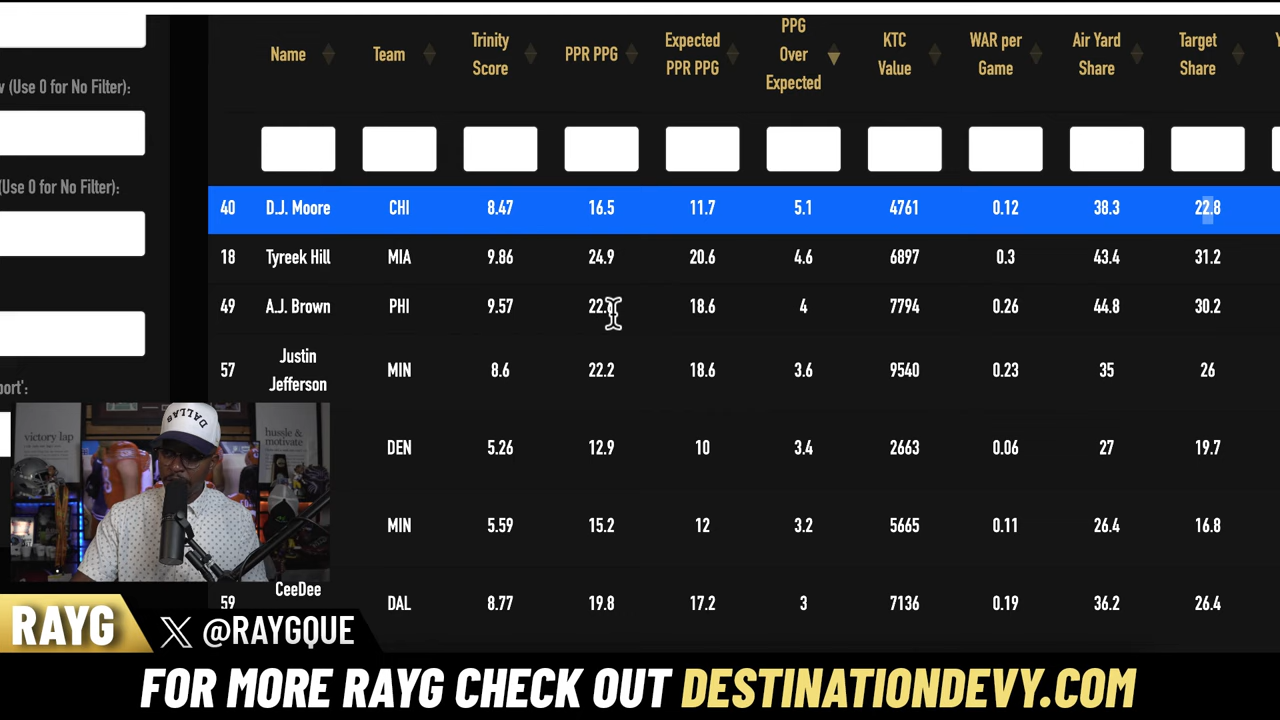 v (Use 0 for No Filter):
(Use 0 for No Filter):
port':
Name Team Trinity Score PPR PPG Expected PPR PPG PPG Over Expected KTC Value WAR per Game Air Yard Share Target Share Y
40 D.J. Moore CHI 8.47 16.5 11.7 5.1 4761 0.12 38.3 22.8
18 Tyreek Hill MIA 9.86 24.9 20.6 4.6 6897 0.3 43.4 31.2
49 A.J. Brown PHI 9.57 18.6 4 7794 0.26 44.8 30.2
57 Justin Jefferson MIN 8.6 22.2 18.6 3.6 9540 0.23 35 26
DEN 5.26 12.9 10 3.4 2663 0.06 27 19.7
MIN 5.59 15.2 12 3.2 5665 0.11 26.4 16.8
59 CeeDee DAL 8.77 19.8 17.2 3 7136 0.19 36.2 26.4
victory lap
hussle & motivate
DALLAS
RAYG X @RAYGQUE
FOR MORE RAYG CHECK OUT DESTINATIONDEVY.COM